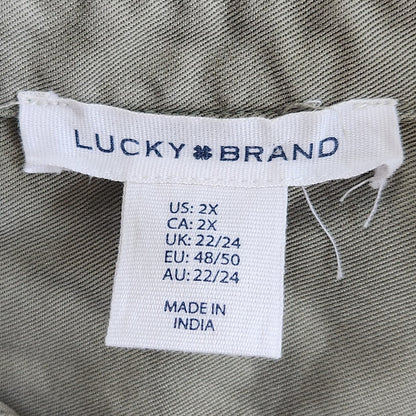 LUCKY BRAND
US: 2X
CA: 2X
UK: 22/24
EU: 48/50
AU: 22/24
MADE IN
INDIA